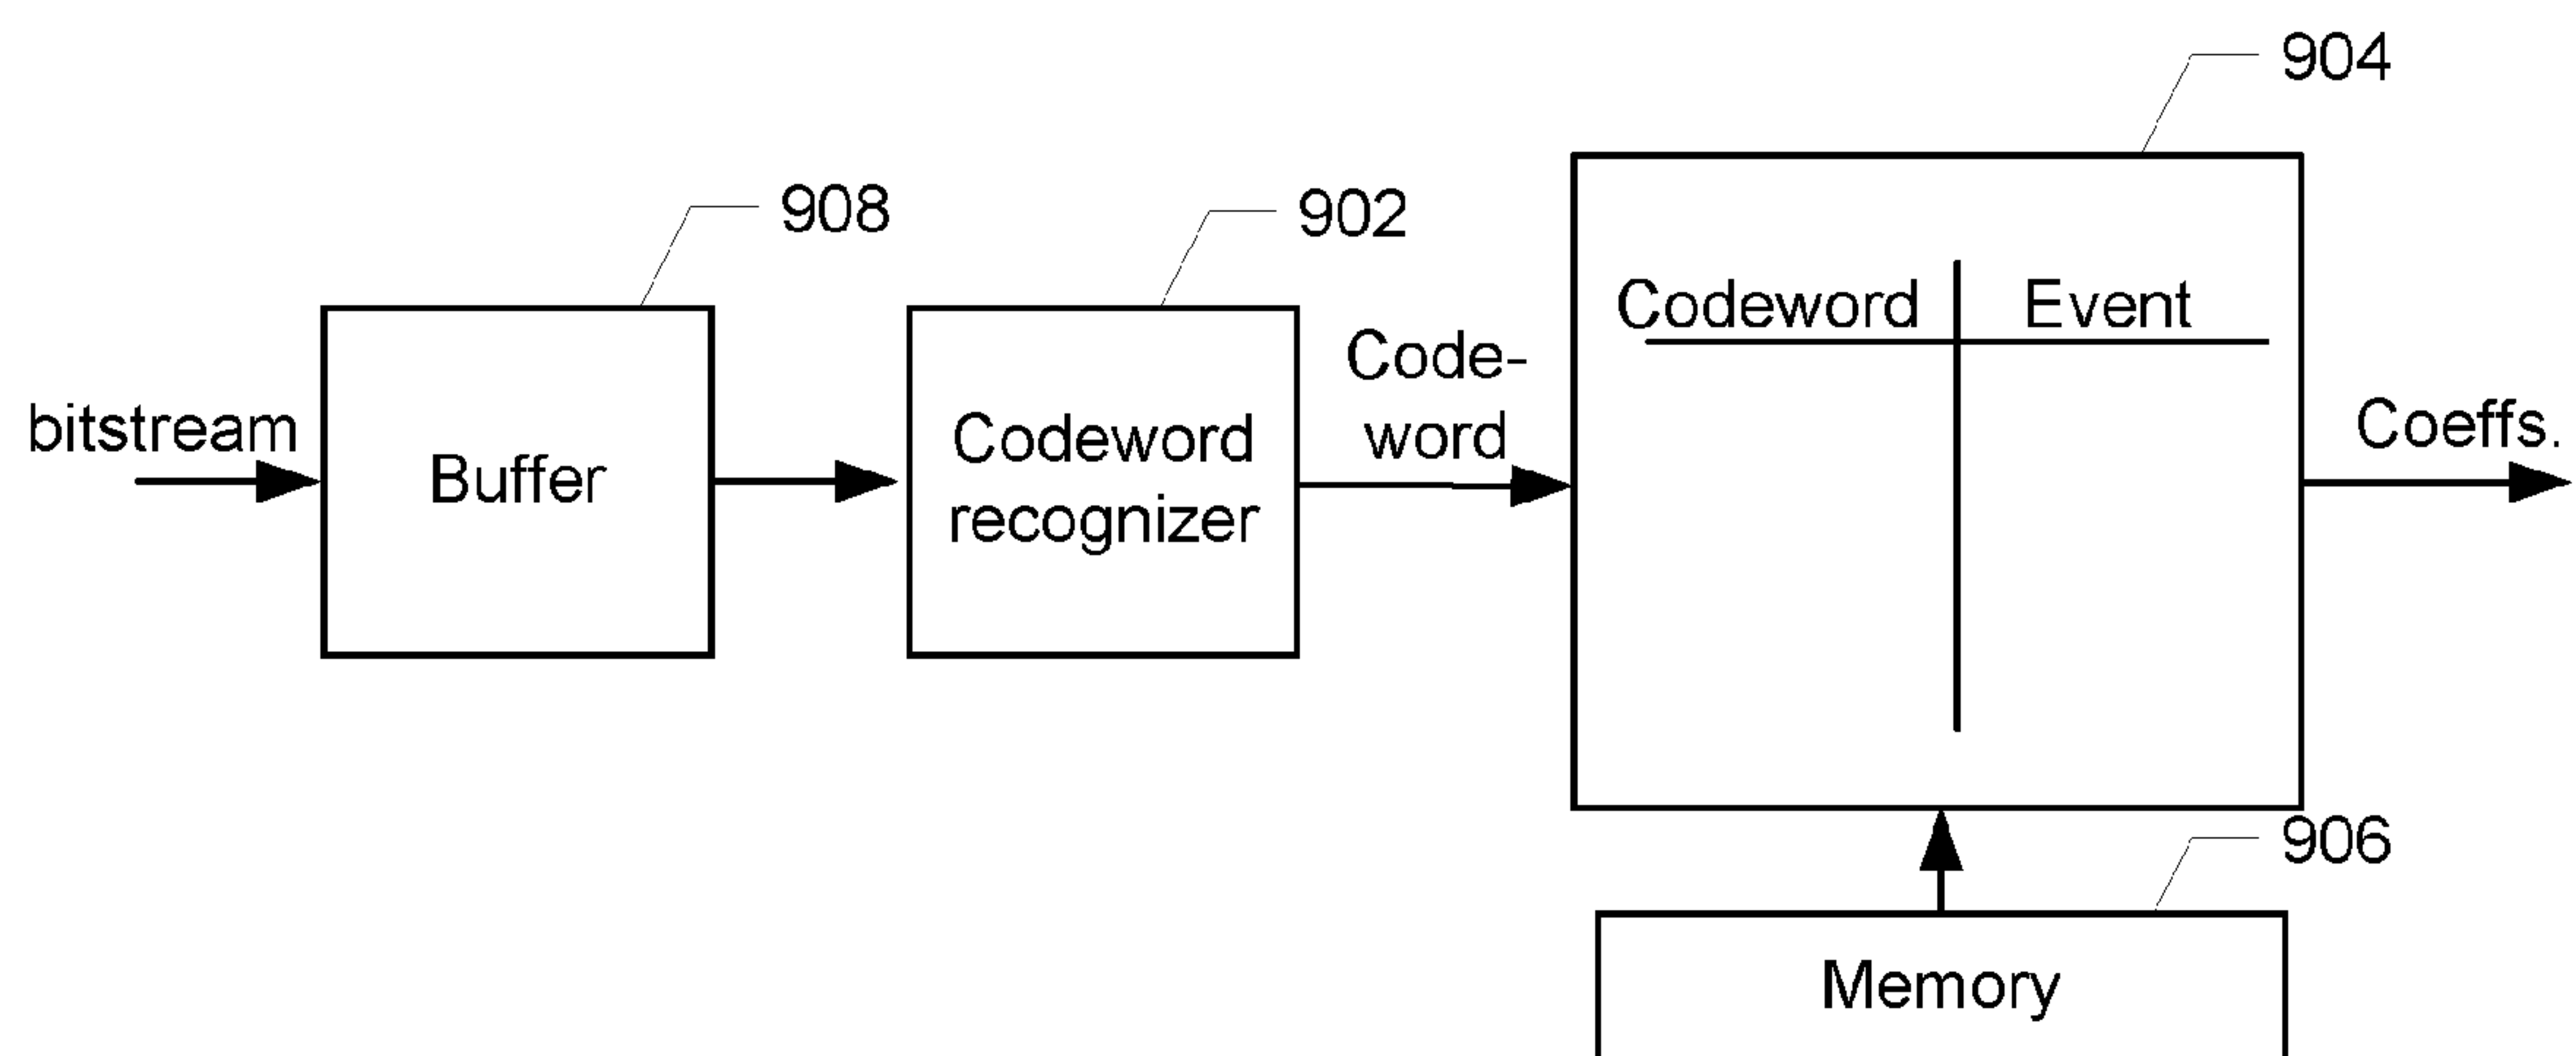 904
908
902
Codeword
Event
Code-
word
bitstream
Buffer
Codeword
recognizer
Coeffs.
906
Memory